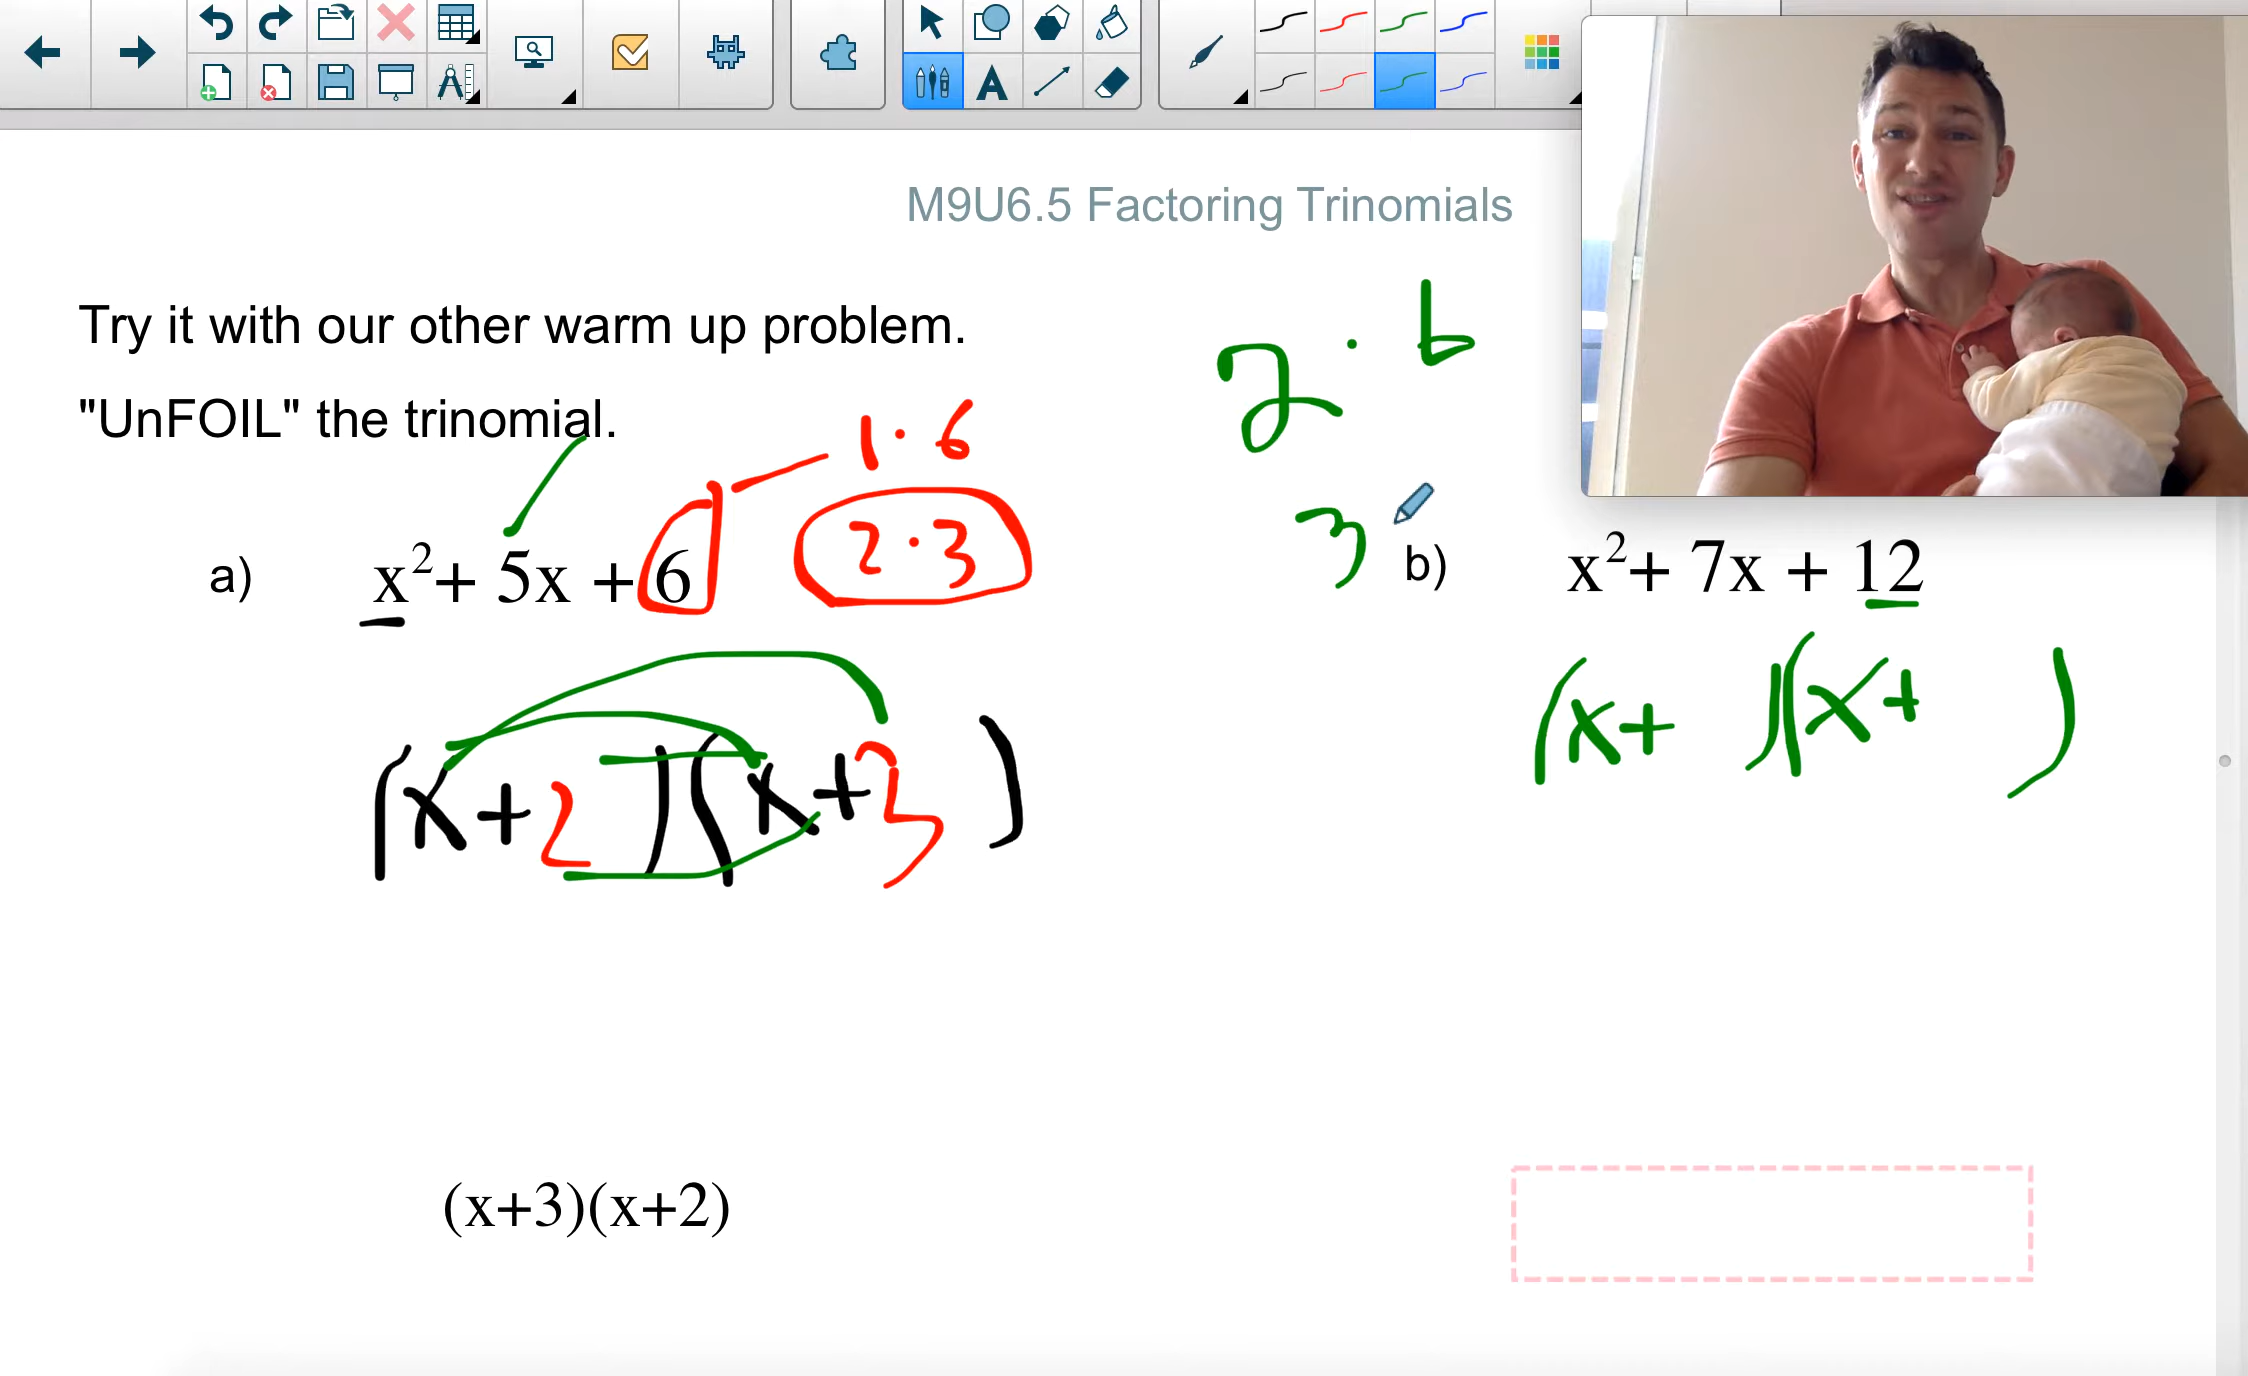 M9U6.5 Factoring Trinomials
Try it with our other warm up problem.
"UnFOIL" the trinomial.
1 · 6
2 · 3
2 · 6
3
a) x²+ 5x + 6
b) x²+ 7x + 12
(x+2)(x+3)
(x+ )(x+ )
(x+3)(x+2)
A